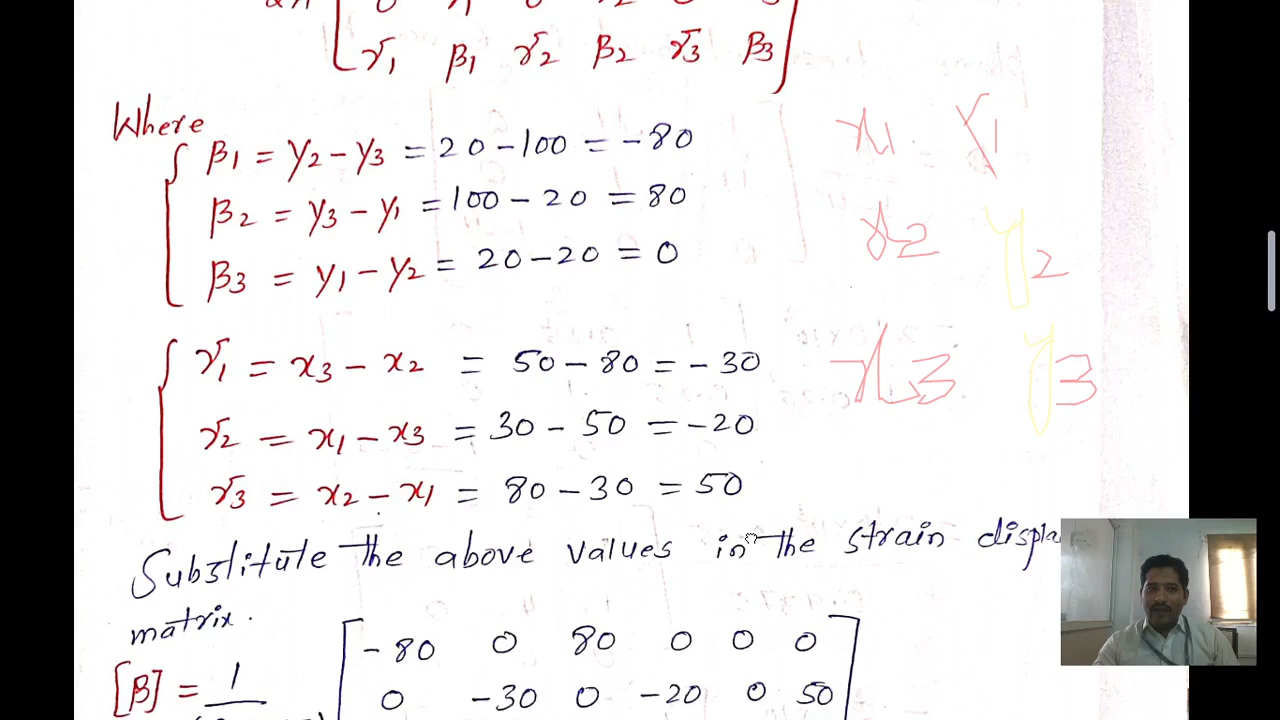 γ1 β1 γ2 β2 γ3 β3
Where
β1 = y2 - y3 = 20 - 100 = -80
x1 y1
β2 = y3 - y1 = 100 - 20 = 80
x2 y2
β3 = y1 - y2 = 20 - 20 = 0
γ1 = x3 - x2 = 50 - 80 = -30
x3 y3
γ2 = x1 - x3 = 30 - 50 = -20
γ3 = x2 - x1 = 80 - 30 = 50
Substitute the above values in the strain
matrix.
-80 0 80 0 0 0
[β] = 1
0 -30 0 -20 0 50